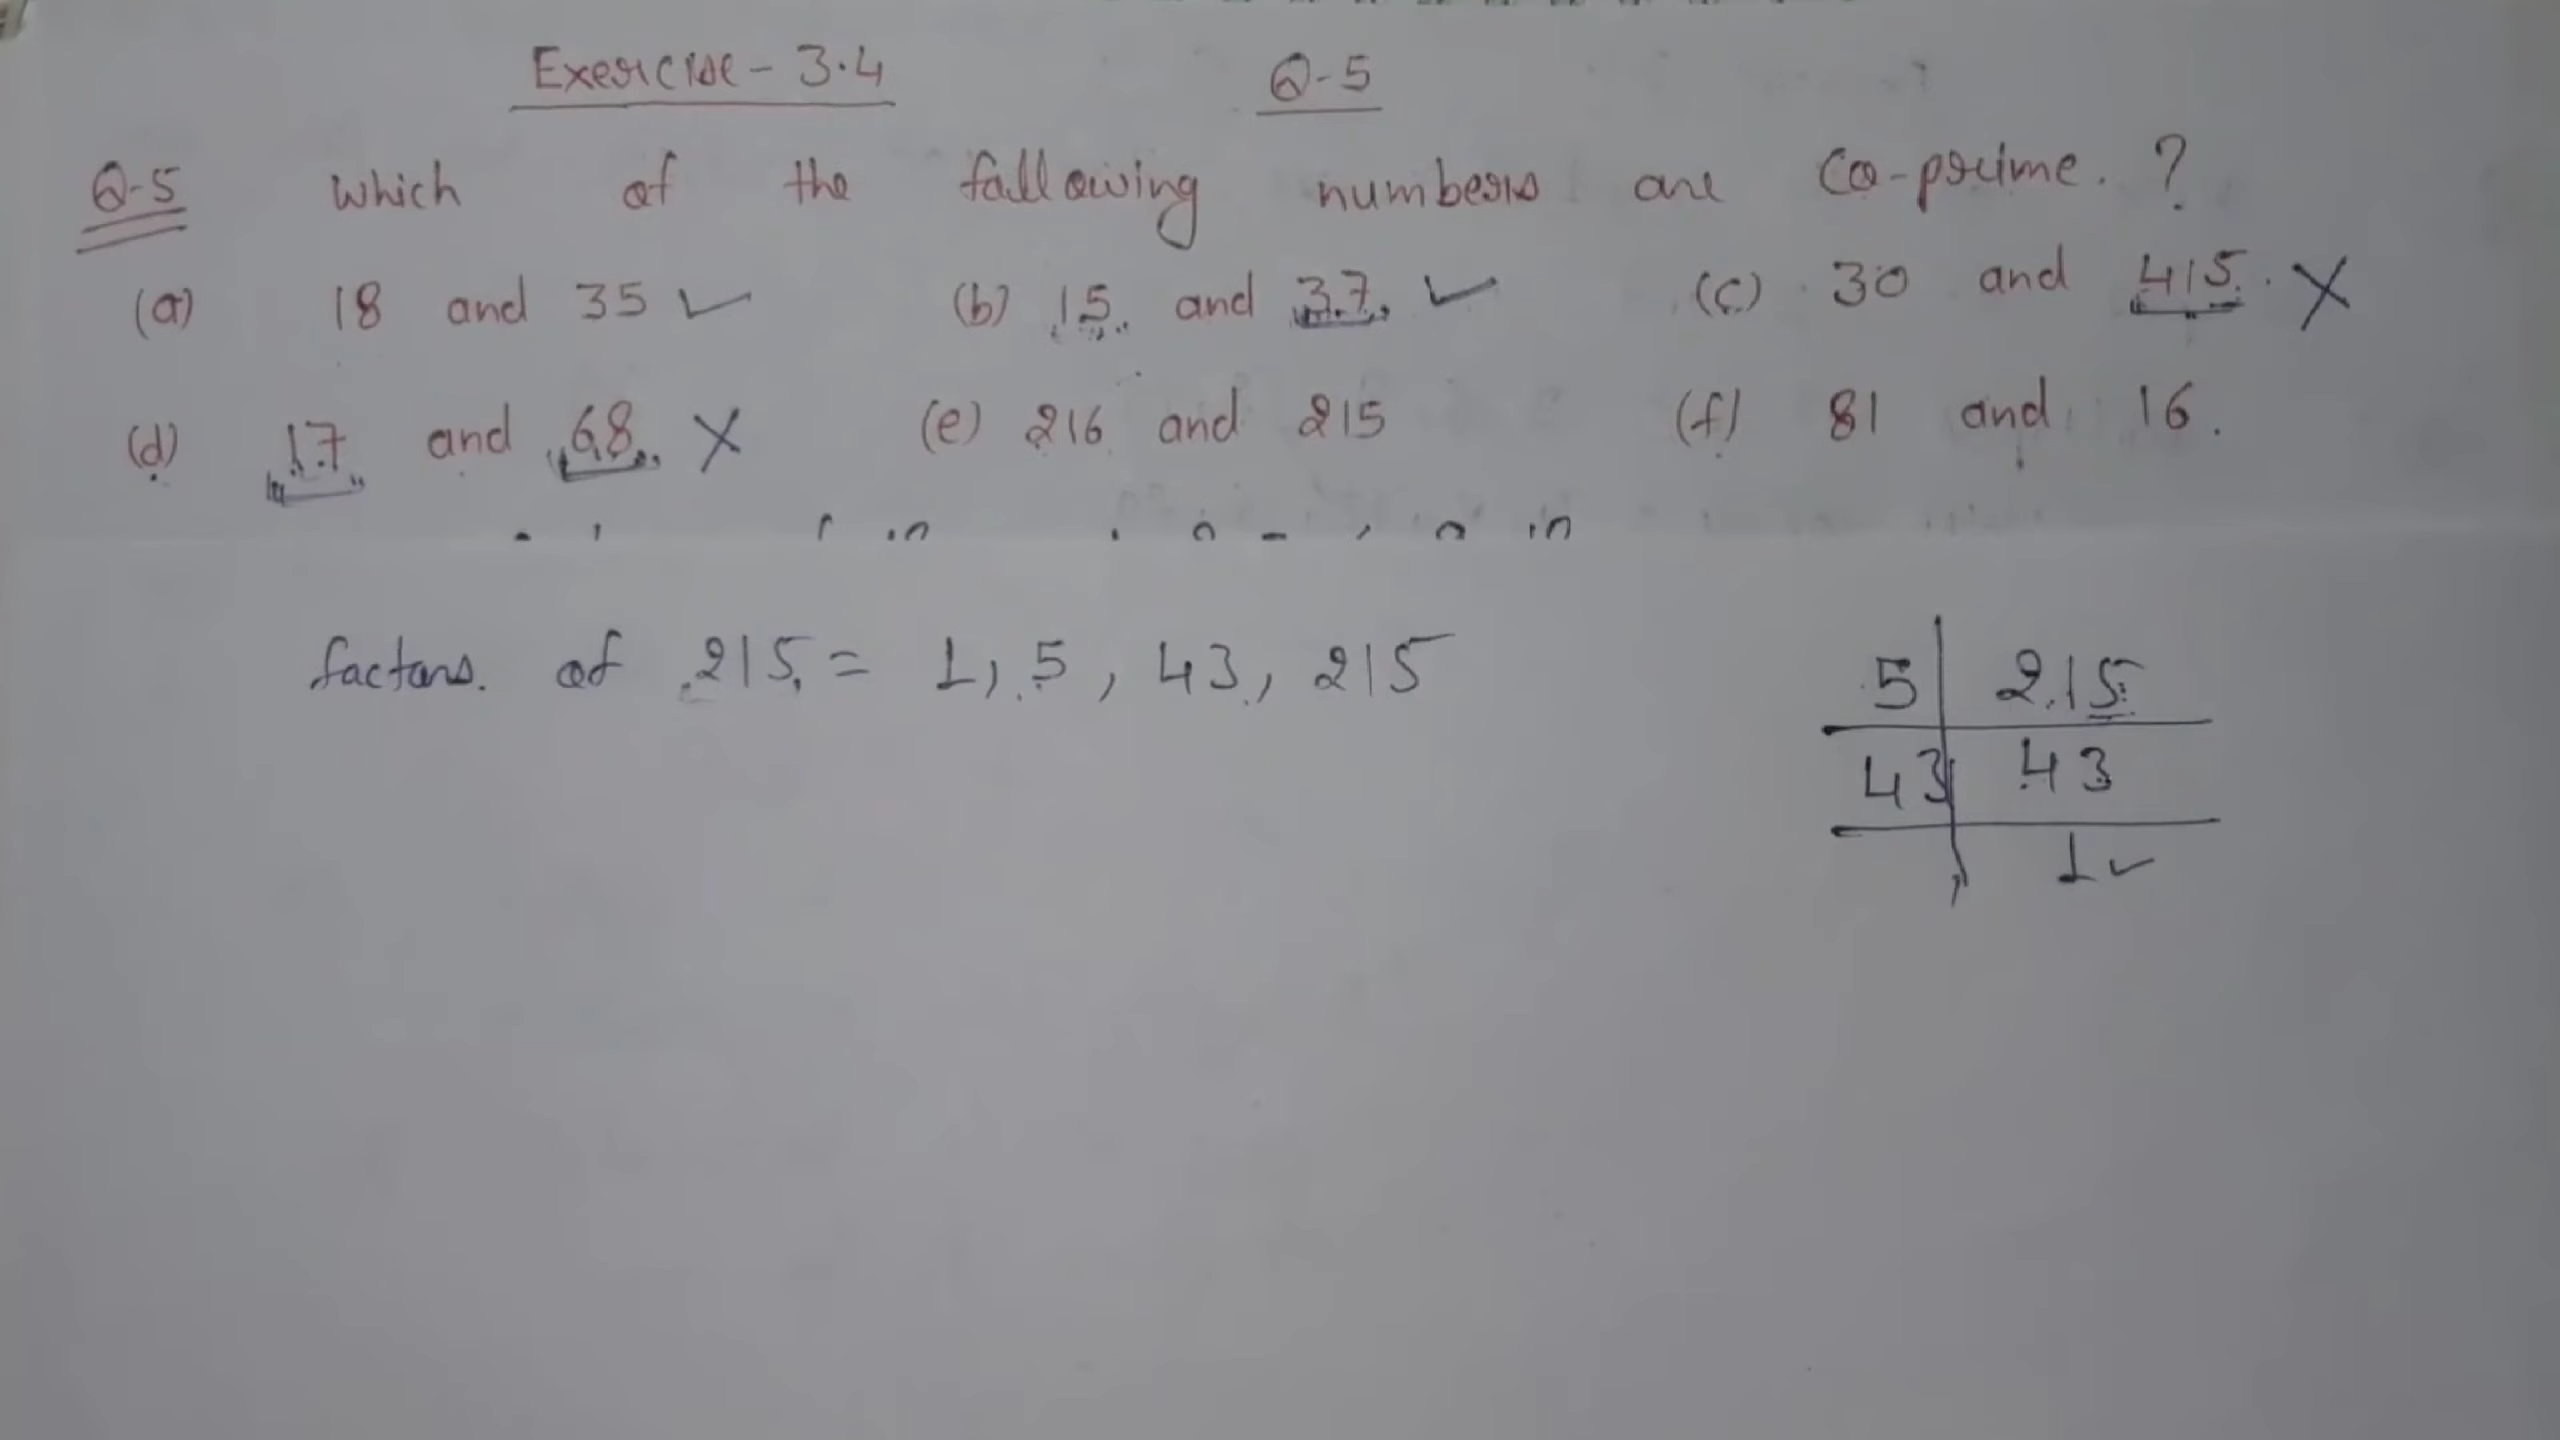 Exercise - 3.4 Q-5
Q-5 Which of the following numbers are Co-prime. ?
(a) 18 and 35 ✓ (b) 15 and 37 ✓ (c) 30 and 415. X
(d) 17 and 68 X (e) 216 and 215 (f) 81 and 16.
factors. of 215 = 1, 5, 43, 215
5 | 215
43 | 43
1 ✓